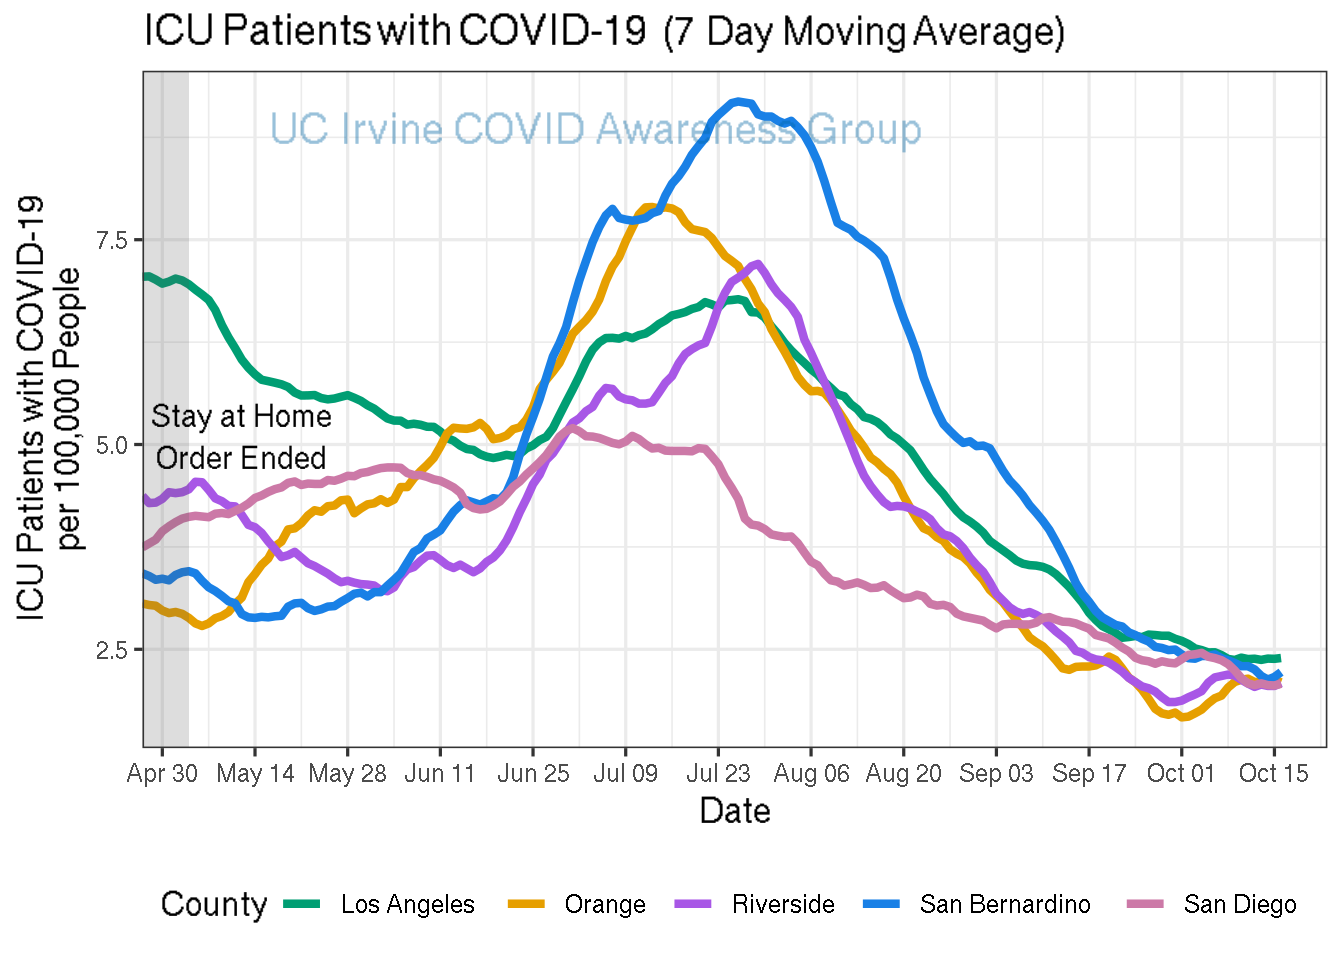 ICU Patients with COVID-19 (7 Day Moving Average)
UC Irvine COVID Awareness Group
ICU Patients with COVID-19
per 100,000 People
7.5
5.0
2.5
Stay at Home
Order Ended
Apr 30 May 14 May 28 Jun 11 Jun 25 Jul 09 Jul 23 Aug 06 Aug 20 Sep 03 Sep 17 Oct 01 Oct 15
Date
County Los Angeles Orange Riverside San Bernardino San Diego